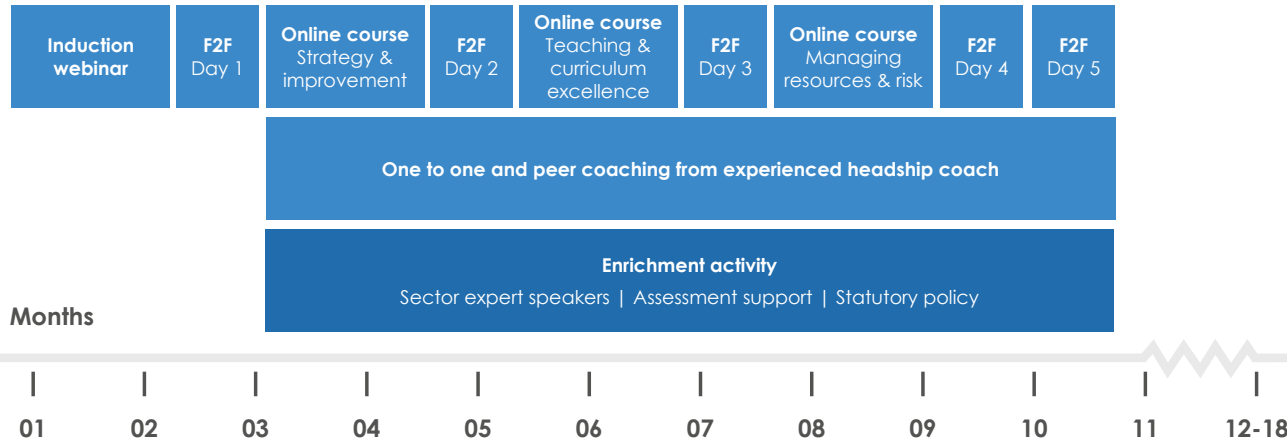 Induction
webinar
F2F
Day 1
Online course
Strategy &
improvement
F2F
Day 2
Online course
Teaching &
curriculum
excellence
F2F
Day 3
Online course
Managing
resources & risk
F2F
Day 4
F2F
Day 5
One to one and peer coaching from experienced headship coach
Enrichment activity
Sector expert speakers | Assessment support | Statutory policy
Months
01 02 03 04 05 06 07 08 09 10 11 12-18